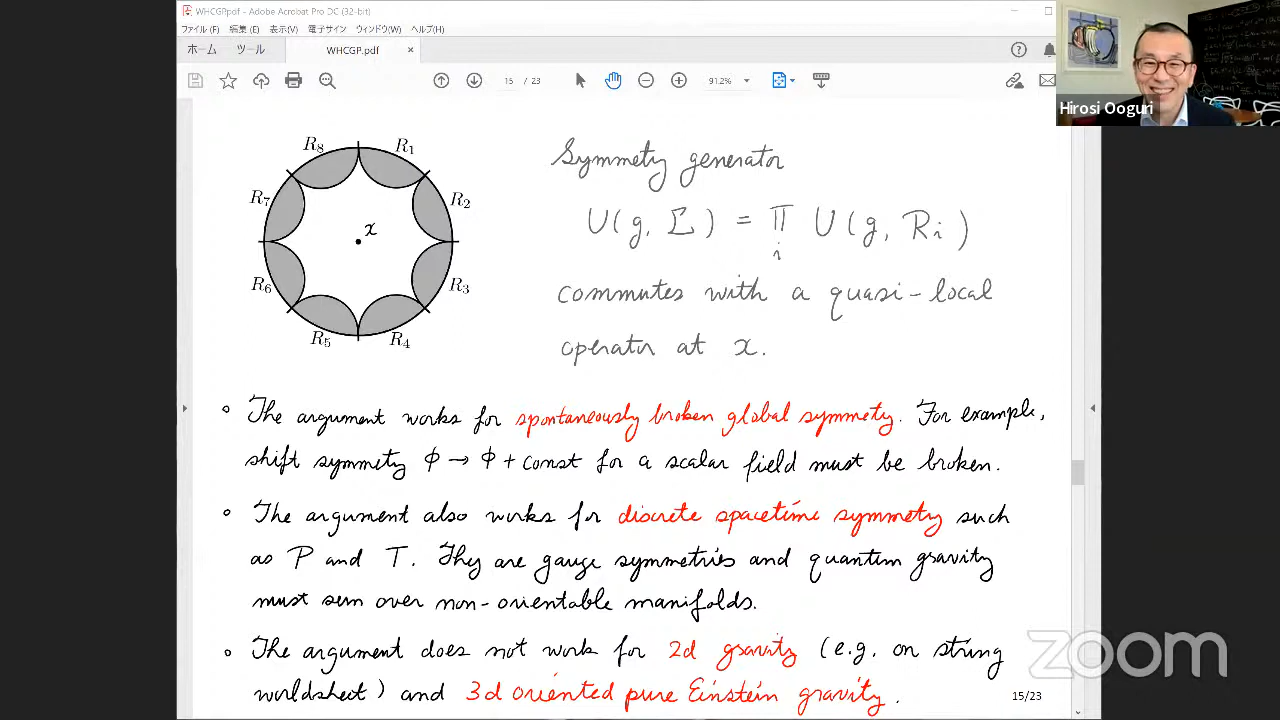 WHCGP.pdf - Adobe Acrobat Pro DC (32-bit)
ファイル(F) 編集(E) 表示(V) 電子サイン ウィンドウ(W) ヘルプ(H)
ホーム ツール WHCGP.pdf ×
15 / 23 91.2%
Hirosi Ooguri
R8 R1
R7 R2
x
R6 R3
R5 R4
Symmety generator
U(g, Σ) = Π U(g, Ri)
i
commutes with a quasi-local
operator at x.
◦ The argument works for spontaneously broken global symmetry. For example,
shift symmetry φ → φ + const for a scalar field must be broken.
◦ The argument also works for discrete spacetime symmetry such
as P and T. They are gauge symmetries and quantum gravity
must sum over non-orientable manifolds.
◦ The argument does not work for 2d gravity (e.g. on string
worldsheet) and 3d oriented pure Einstein gravity.
15/23
zoom